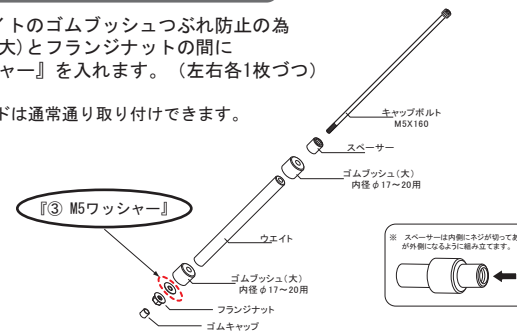 イトのゴムブッシュつぶれ防止の為
大)とフランジナットの間に
ャー』を入れます。（左右各1枚づつ）
ドは通常通り取り付けできます。
キャップボルト
M5X160
スペーサー
ゴムブッシュ(大)
内径φ17～20用
『③ M5ワッシャー』
ウエイト
※ スペーサーは内側にネジが切ってあ
が外側になるように組み立てます。
ゴムブッシュ(大)
内径φ17～20用
フランジナット
ゴムキャップ